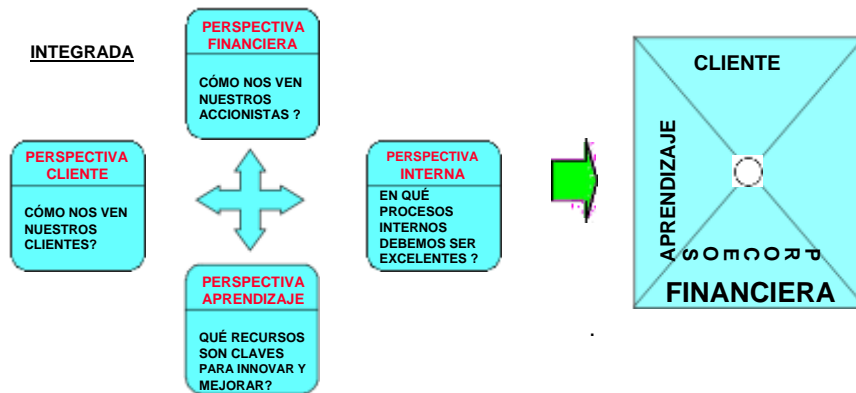 INTEGRADA
PERSPECTIVA
FINANCIERA
CÓMO NOS VEN
NUESTROS
ACCIONISTAS ?
PERSPECTIVA
CLIENTE
CÓMO NOS VEN
NUESTROS
CLIENTES?
PERSPECTIVA
INTERNA
EN QUÉ
PROCESOS
INTERNOS
DEBEMOS SER
EXCELENTES ?
PERSPECTIVA
APRENDIZAJE
QUÉ RECURSOS
SON CLAVES
PARA INNOVAR Y
MEJORAR?
CLIENTE
APRENDIZAJE
PROCEOS
FINANCIERA
.